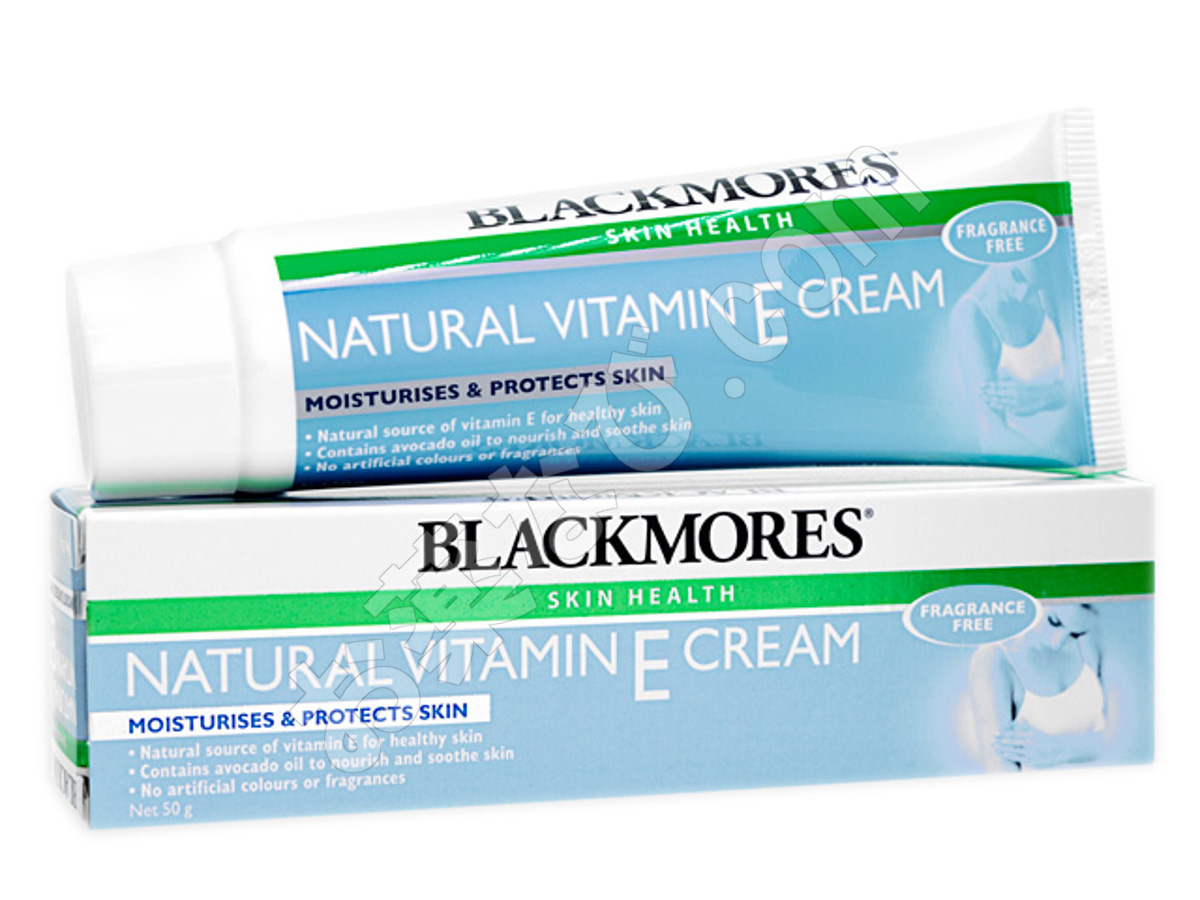 BLACKMORES®
SKIN HEALTH
FRAGRANCE
FREE
NATURAL VITAMIN E CREAM
MOISTURISES & PROTECTS SKIN
• Natural source of vitamin E for healthy skin
• Contains avocado oil to nourish and soothe skin
• No artificial colours or fragrances
BLACKMORES®
SKIN HEALTH
FRAGRANCE
FREE
NATURAL VITAMIN E CREAM
MOISTURISES & PROTECTS SKIN
• Natural source of vitamin E for healthy skin
• Contains avocado oil to nourish and soothe skin
• No artificial colours or fragrances
Net 50 g